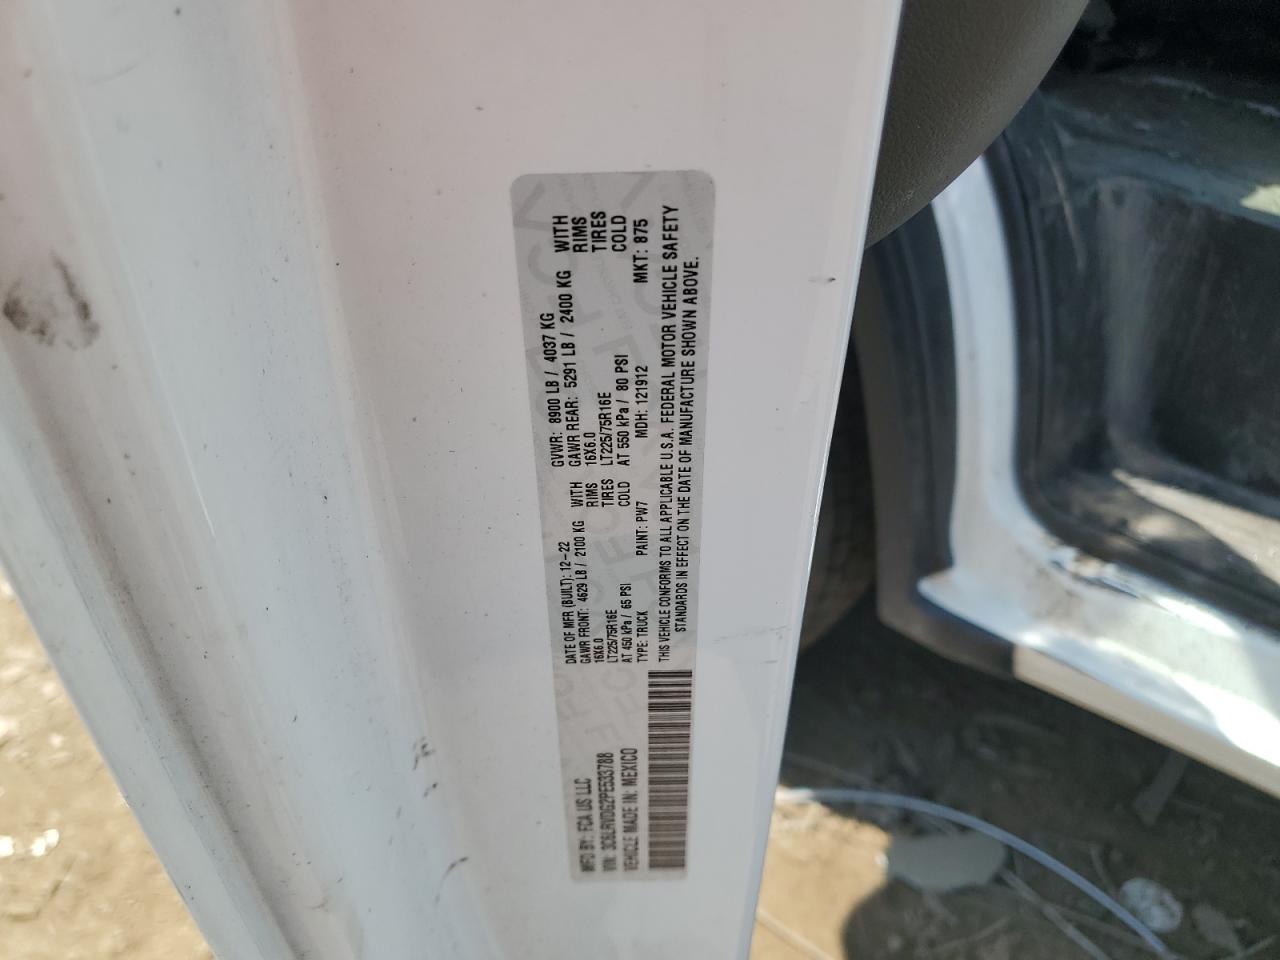 MFD BY: FCA US LLC
DATE OF MFR (BUILT): 12-22
GVWR: 8900 LB / 4037 KG
VIN: 3C6LRVDG2PE533788
GAWR FRONT: 4629 LB / 2100 KG WITH
GAWR REAR: 5291 LB / 2400 KG WITH
VEHICLE MADE IN: MEXICO
16X6.0 RIMS
16X6.0 RIMS
LT225/75R16E TIRES
LT225/75R16E TIRES
AT 450 kPa / 65 PSI COLD
AT 550 kPa / 80 PSI COLD
TYPE: TRUCK PAINT: PW7 MDH: 121912 MKT: 875
THIS VEHICLE CONFORMS TO ALL APPLICABLE U.S.A. FEDERAL MOTOR VEHICLE SAFETY
STANDARDS IN EFFECT ON THE DATE OF MANUFACTURE SHOWN ABOVE.